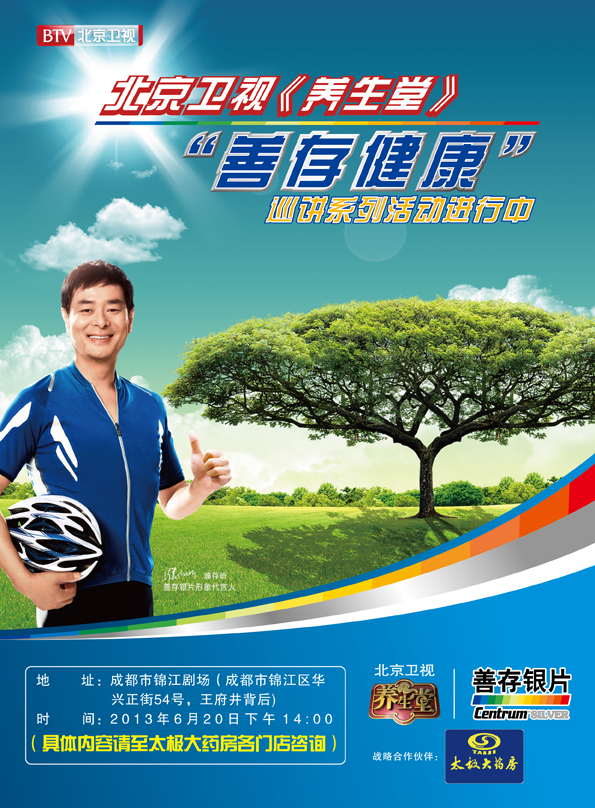 BTV 北京卫视
北京卫视《养生堂》
“善存健康”
巡讲系列活动进行中
濮存昕
善存银片形象代言人
地 址：成都市锦江剧场（成都市锦江区华
兴正街54号，王府井背后)
时 间：2013年6月20日下午14:00
（具体内容请至太极大药房各门店咨询）
北京卫视
养生堂
善存银片
Centrum SILVER
战略合作伙伴：
TAIJI
太极大药房